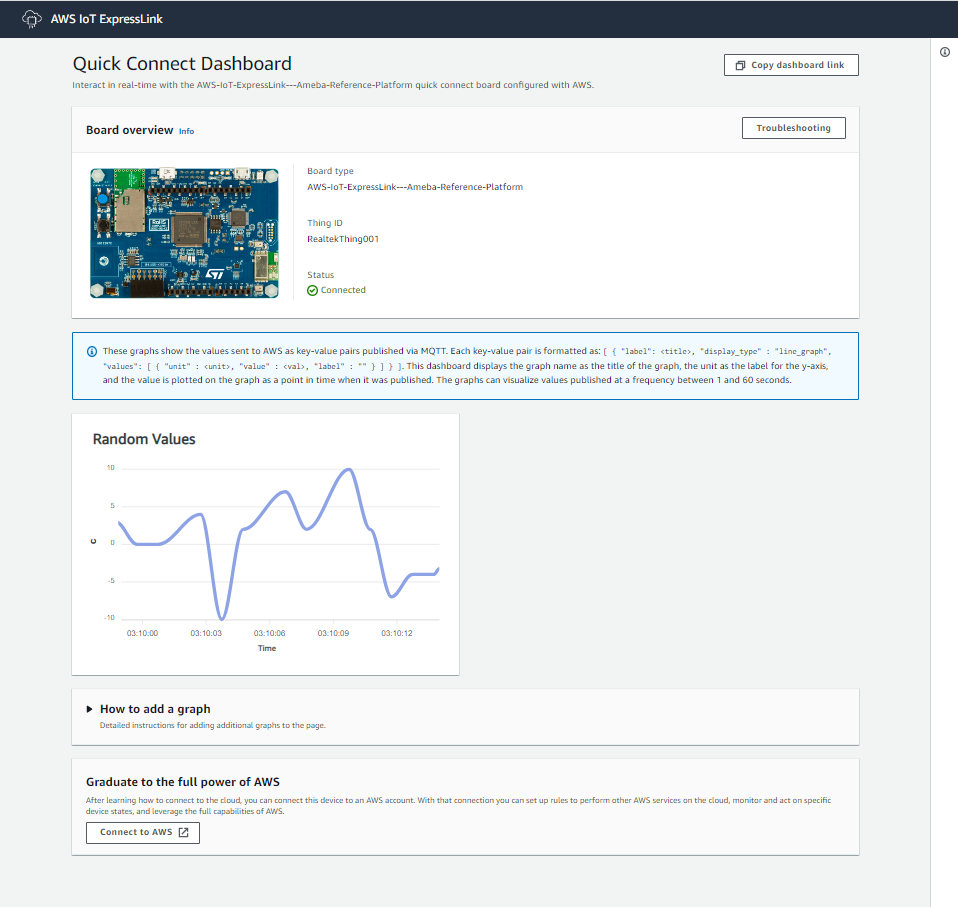 AWS IoT ExpressLink
Quick Connect Dashboard
Copy dashboard link
Interact in real-time with the AWS-IoT-ExpressLink---Ameba-Reference-Platform quick connect board configured with AWS.
Board overview Info
Troubleshooting
Board type
AWS-IoT-ExpressLink---Ameba-Reference-Platform
Thing ID
RealtekThing001
Status
Connected
These graphs show the values sent to AWS as key-value pairs published via MQTT. Each key-value pair is formatted as: [ { "label": <title>, "display_type" : "line_graph",
"values": [ { "unit" : <unit>, "value" : <val>, "label" : "" } ] } ]. This dashboard displays the graph name as the title of the graph, the unit as the label for the y-axis,
and the value is plotted on the graph as a point in time when it was published. The graphs can visualize values published at a frequency between 1 and 60 seconds.
Random Values
10
5
0
-5
-10
C
03:10:00 03:10:03 03:10:06 03:10:09 03:10:12
Time
How to add a graph
Detailed instructions for adding additional graphs to the page.
Graduate to the full power of AWS
After learning how to connect to the cloud, you can connect this device to an AWS account. With that connection you can set up rules to perform other AWS services on the cloud, monitor and act on specific
device states, and leverage the full capabilities of AWS.
Connect to AWS